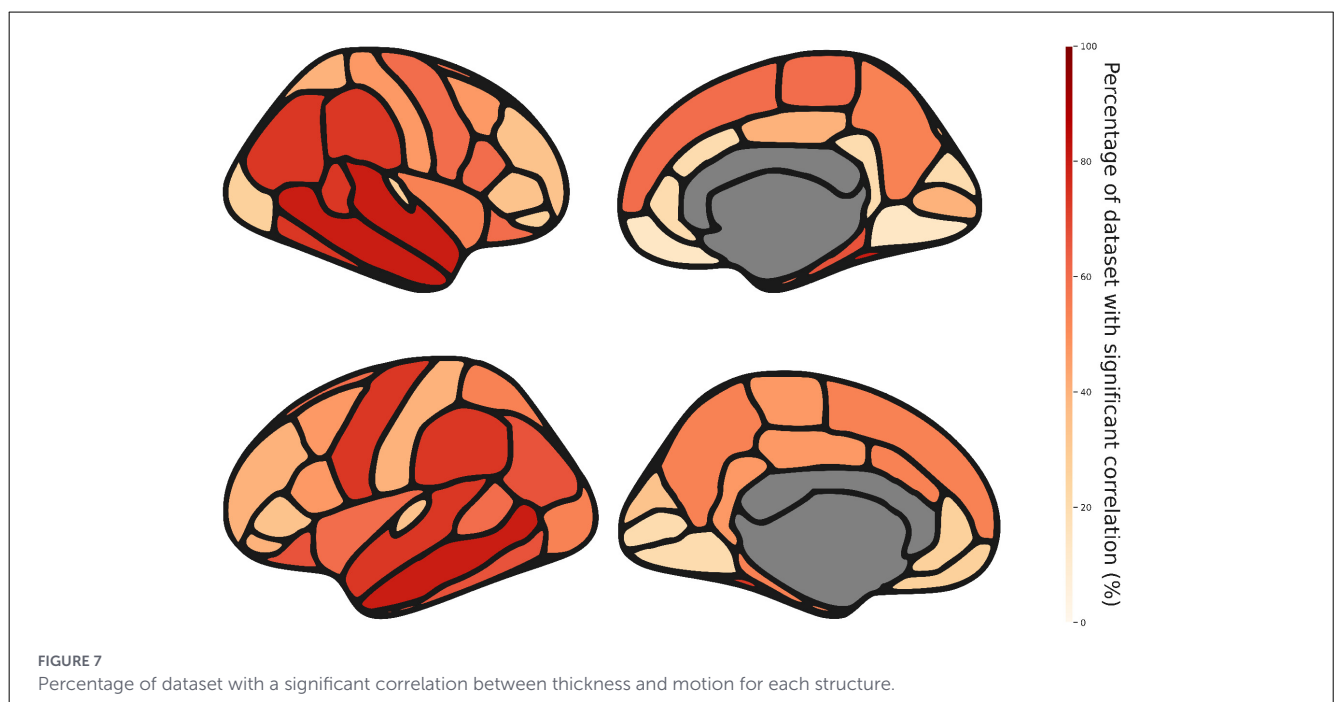 100
80
60
40
20
0
Percentage of dataset with significant correlation (%)
FIGURE 7
Percentage of dataset with a significant correlation between thickness and motion for each structure.